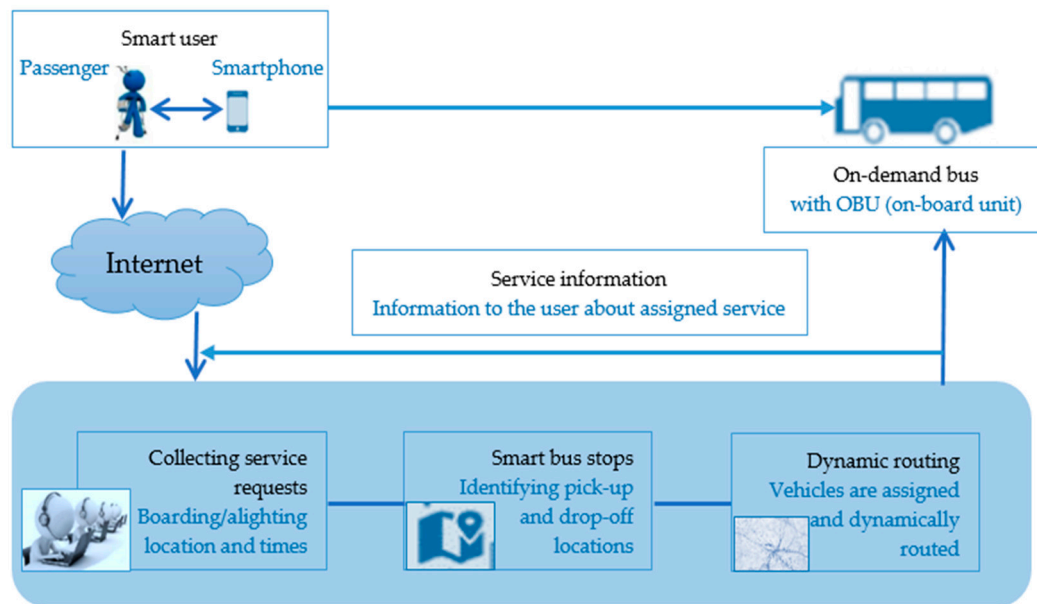 Smart user
Passenger
Smartphone
On-demand bus
with OBU (on-board unit)
Internet
Service information
Information to the user about assigned service
Collecting service
requests
Boarding/alighting
location and times
Smart bus stops
Identifying pick-up
and drop-off
locations
Dynamic routing
Vehicles are assigned
and dynamically
routed